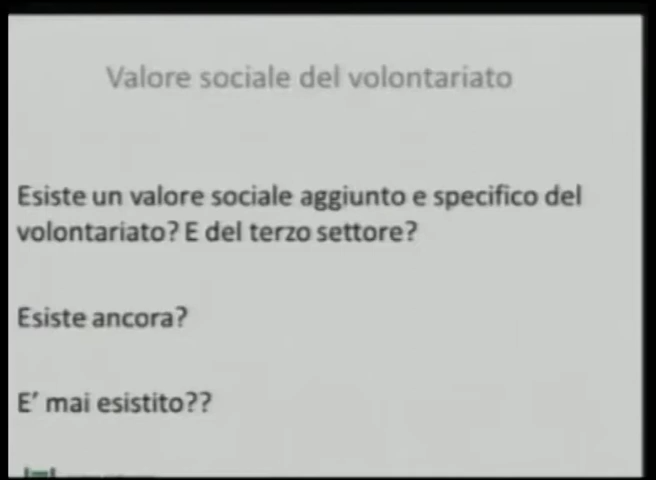 Valore sociale del volontariato
Esiste un valore sociale aggiunto e specifico del
volontariato? E del terzo settore?
Esiste ancora?
E’ mai esistito??